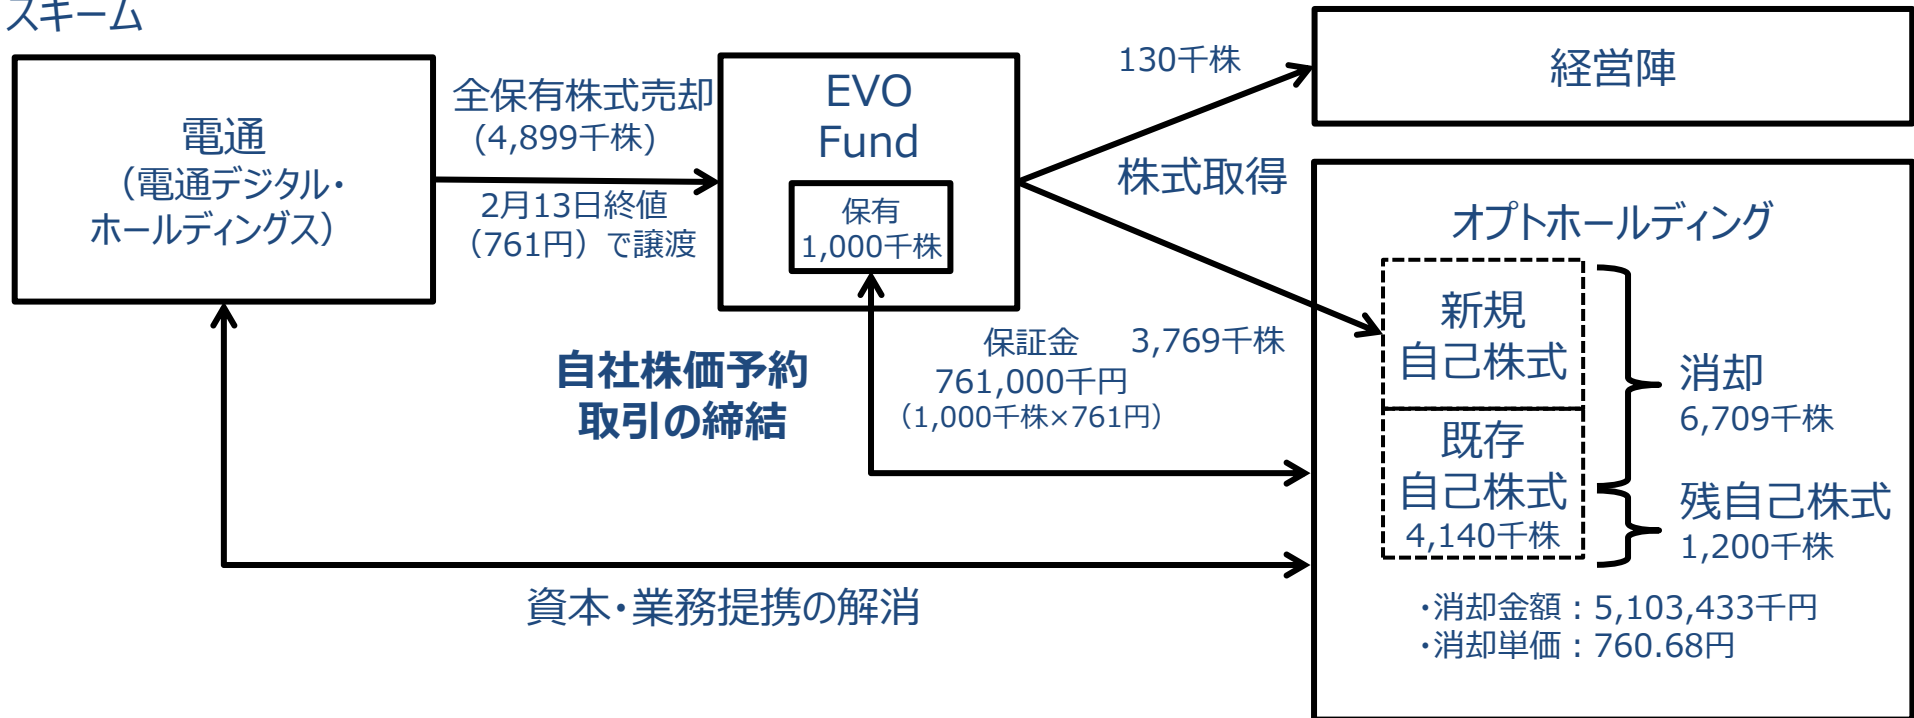 スキーム
電通
（電通デジタル・
ホールディングス）
全保有株式売却
(4,899千株)
2月13日終値
（761円）で譲渡
EVO
Fund
保有
1,000千株
130千株
経営陣
株式取得
3,769千株
オプトホールディング
新規
自己株式
既存
自己株式
4,140千株
消却
6,709千株
残自己株式
1,200千株
・消却金額：5,103,433千円
・消却単価：760.68円
自社株価予約
取引の締結
保証金
761,000千円
（1,000千株×761円）
資本・業務提携の解消